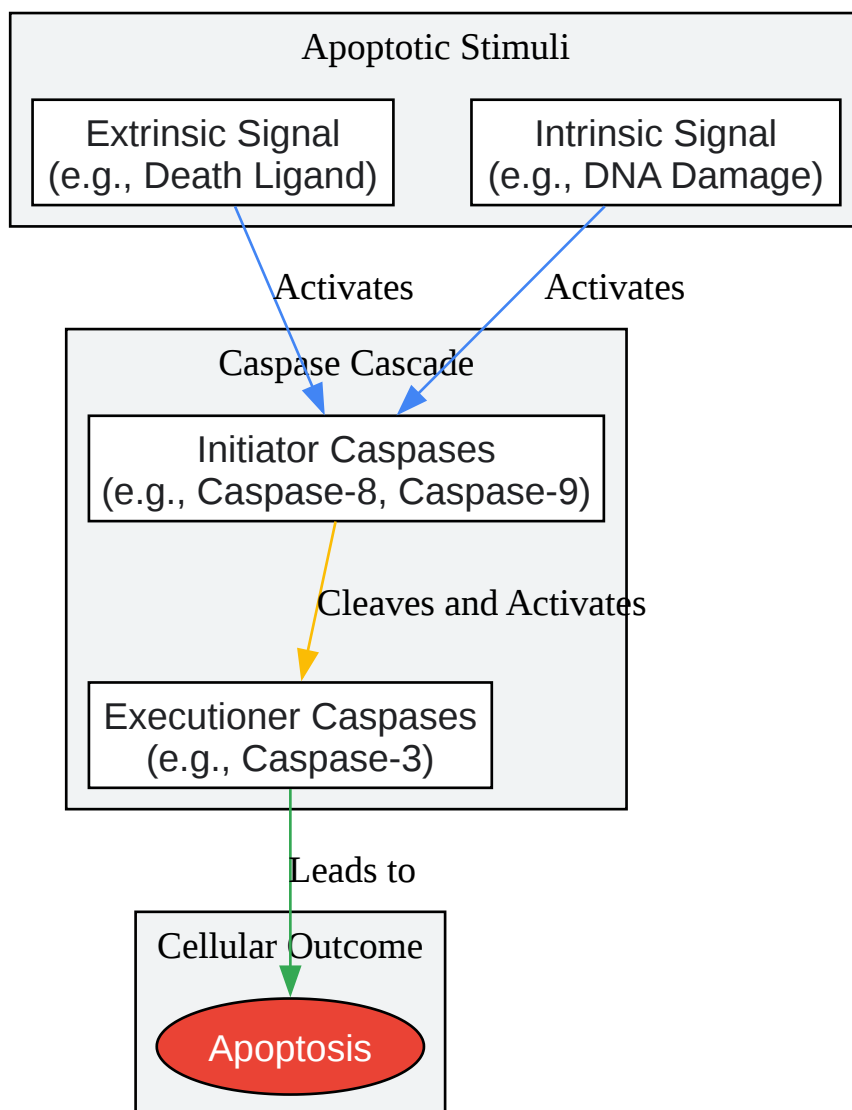 Apoptotic Stimuli
Extrinsic Signal
(e.g., Death Ligand)
Intrinsic Signal
(e.g., DNA Damage)
Activates
Activates
Caspase Cascade
Initiator Caspases
(e.g., Caspase-8, Caspase-9)
Cleaves and Activates
Executioner Caspases
(e.g., Caspase-3)
Leads to
Cellular Outcome
Apoptosis